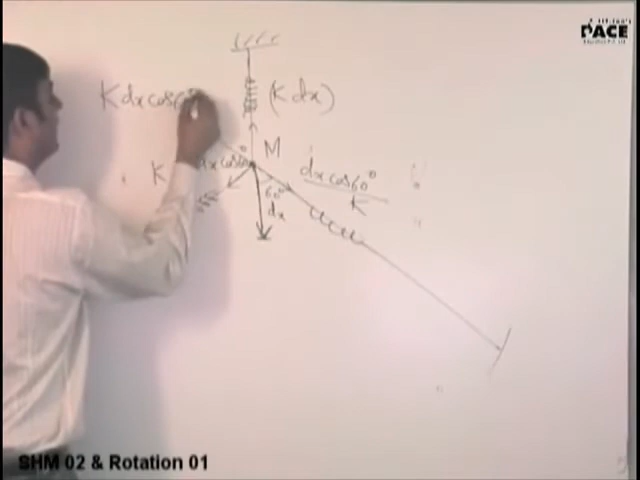 PACE
(K dx)
K dx cos60°
M
K
dx cos60°
dx cos60°
K
60°
dx
SHM 02 & Rotation 01